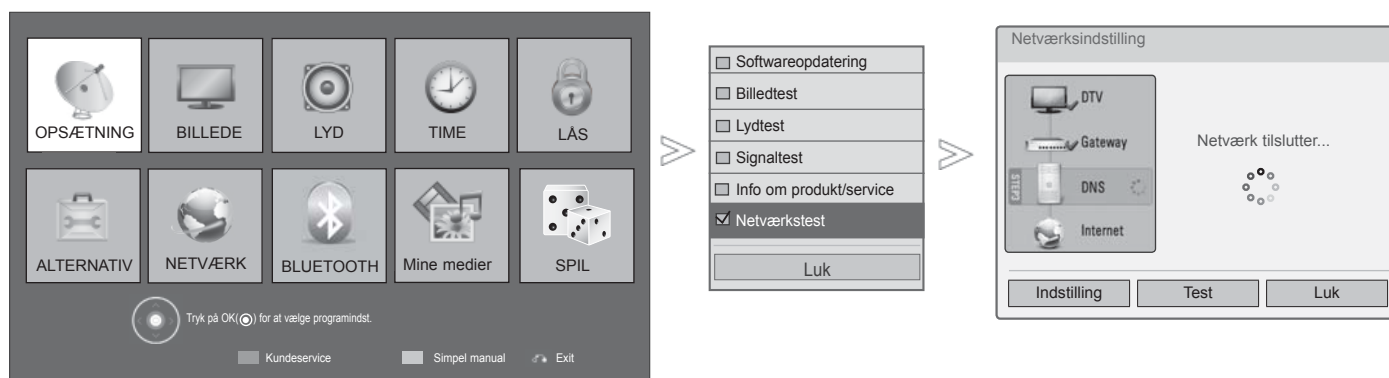 OPSÆTNING
BILLEDE
LYD
TIME
LÅS
ALTERNATIV
NETVÆRK
BLUETOOTH
Mine medier
SPIL
Tryk på OK(◉) for at vælge programindst.
Kundeservice
Simpel manual
Exit
Softwareopdatering
Billedtest
Lydtest
Signaltest
Info om produkt/service
Netværkstest
Luk
Netværksindstilling
DTV
Gateway
STEP3
DNS
Internet
Netværk tilslutter...
Indstilling
Test
Luk